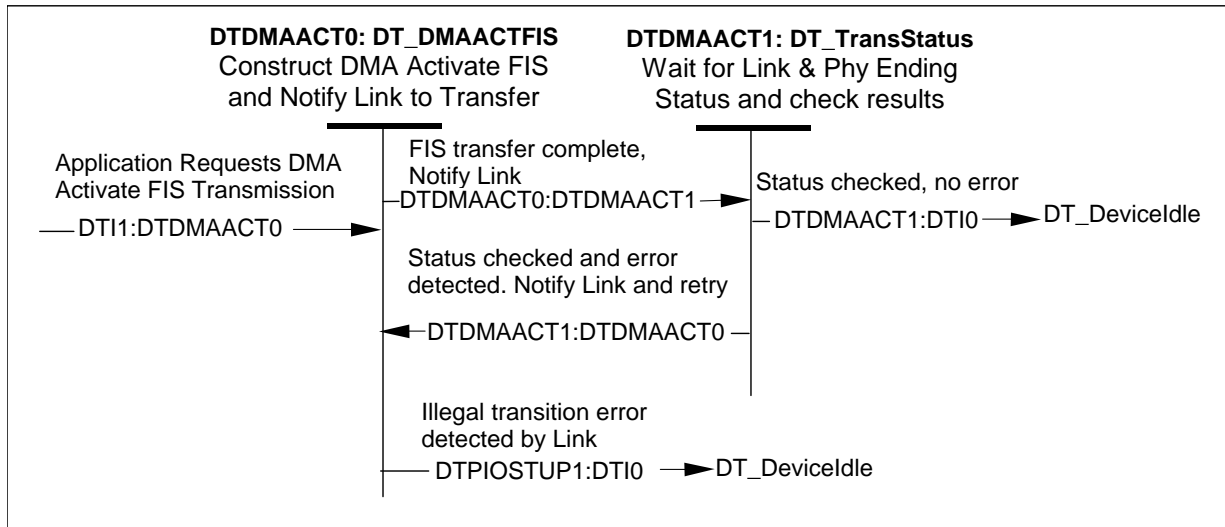 DTDMAACT0: DT_DMAACTFIS
Construct DMA Activate FIS
and Notify Link to Transfer
DTDMAACT1: DT_TransStatus
Wait for Link & Phy Ending
Status and check results
Application Requests DMA
Activate FIS Transmission
DTI1:DTDMAACT0
FIS transfer complete,
Notify Link
DTDMAACT0:DTDMAACT1
Status checked, no error
DTDMAACT1:DTI0
DT_DeviceIdle
Status checked and error
detected. Notify Link and retry
DTDMAACT1:DTDMAACT0
Illegal transition error
detected by Link
DTPIOSTUP1:DTI0
DT_DeviceIdle